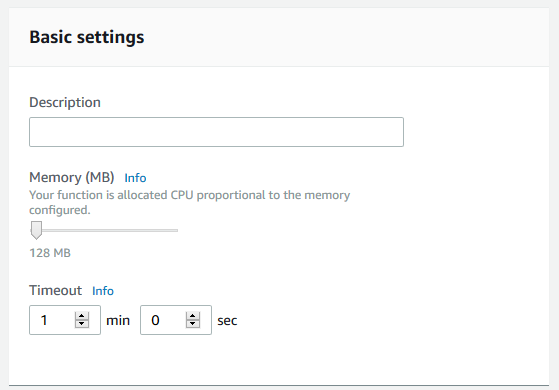 Basic settings
Description
Memory (MB) Info
Your function is allocated CPU proportional to the memory
configured.
128 MB
Timeout Info
1 min 0 sec